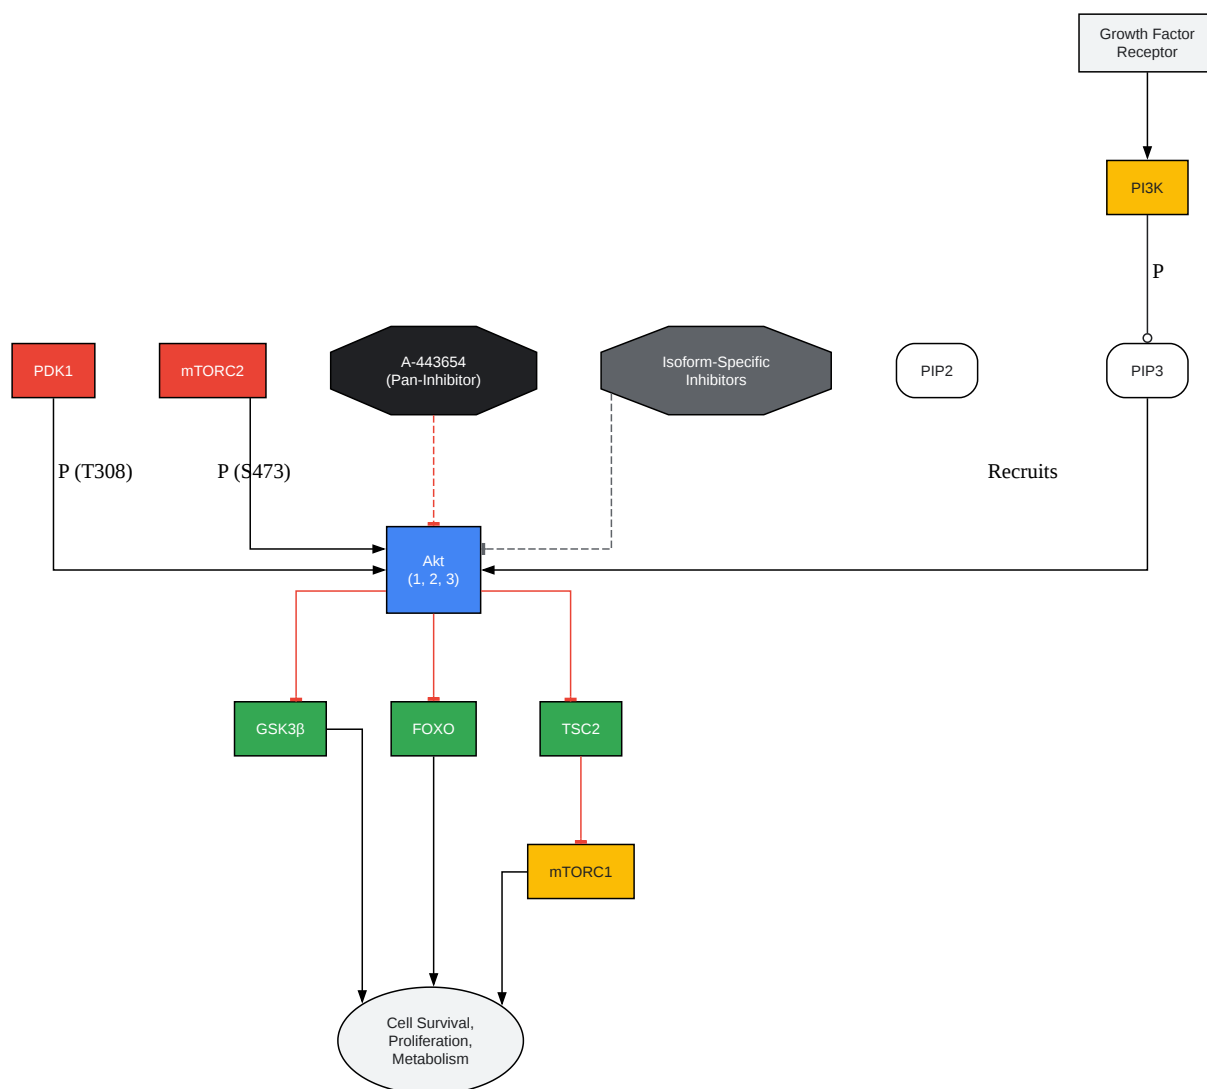 Growth Factor
Receptor
PI3K
P
PDK1
mTORC2
A-443654
(Pan-Inhibitor)
Isoform-Specific
Inhibitors
PIP2
PIP3
P (T308)
P (S473)
Recruits
Akt
(1, 2, 3)
GSK3β
FOXO
TSC2
mTORC1
Cell Survival,
Proliferation,
Metabolism